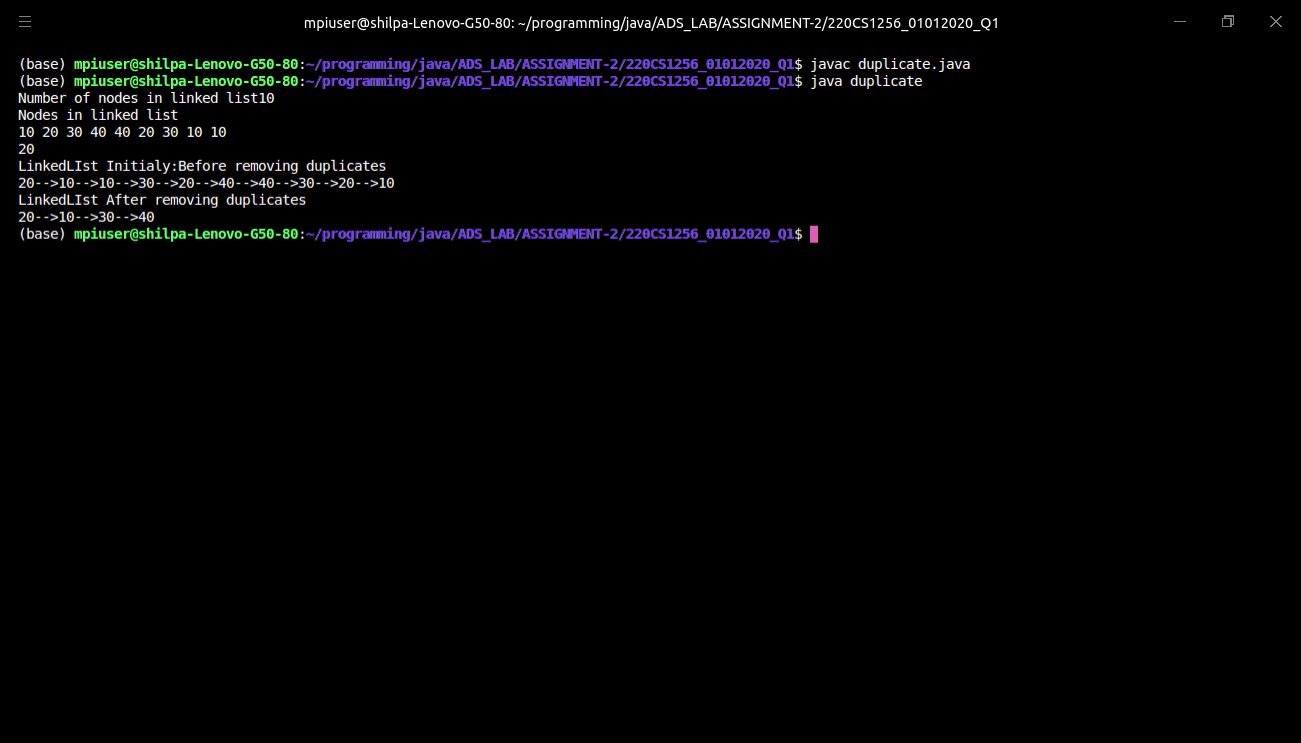 mpiuser@shilpa-Lenovo-G50-80: ~/programming/java/ADS_LAB/ASSIGNMENT-2/220CS1256_01012020_Q1
(base) mpiuser@shilpa-Lenovo-G50-80:~/programming/java/ADS_LAB/ASSIGNMENT-2/220CS1256_01012020_Q1$ javac duplicate.java
(base) mpiuser@shilpa-Lenovo-G50-80:~/programming/java/ADS_LAB/ASSIGNMENT-2/220CS1256_01012020_Q1$ java duplicate
Number of nodes in linked list10
Nodes in linked list
10 20 30 40 40 20 30 10 10
20
LinkedLIst Initialy:Before removing duplicates
20-->10-->10-->30-->20-->40-->40-->30-->20-->10
LinkedLIst After removing duplicates
20-->10-->30-->40
(base) mpiuser@shilpa-Lenovo-G50-80:~/programming/java/ADS_LAB/ASSIGNMENT-2/220CS1256_01012020_Q1$